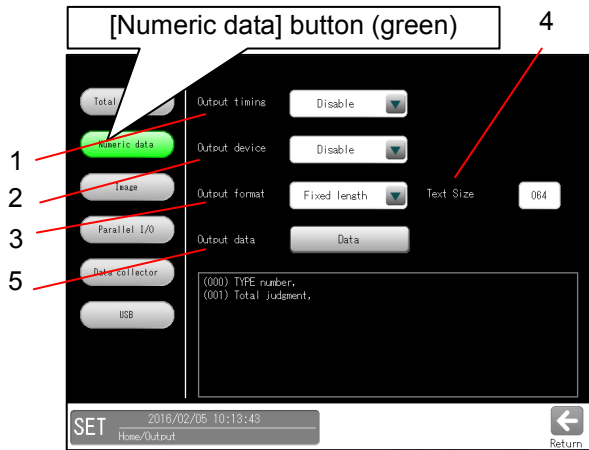 [Numeric data] button (green)
4
Total
Output timing
Disable
1
Numeric data
Output device
Disable
2
Image
Output format
Fixed length
Text Size
064
3
Parallel I/O
Output data
Data
5
Data collector
(000) TYPE number,
(001) Total judgment,
USB
SET
2016/02/05 10:13:43
Home/Output
Return